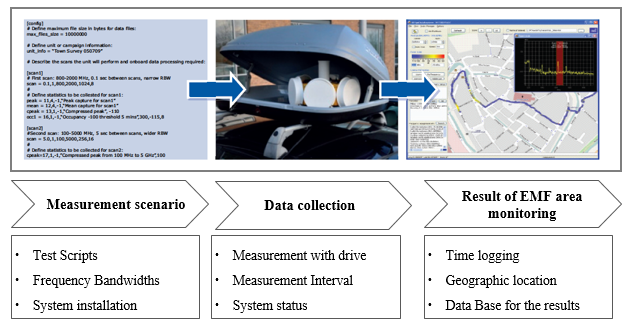 [config]
# Define maximum file size in bytes for data files:
max_files_size = 10000000
#
# Define unit or campaign information:
unit_info = "Town Survey 050709"
#
# Describe the scans the unit will perform and onboard data processing required:
#
[scan1]
# First scan: 800-2000 MHz, 0.1 sec between scans, narrow RBW
scan = 0.1,1,800,2000,1024,8
#
# Define statistics to be collected for scan1:
peak = 11,4,-1,"Peak capture for scan1"
mean = 12,4,-1,"Mean capture for scan1"
cpeak = 13,1,-1,"Compressed peak", -110
occ1 = 16,1,-1,"Occupancy -100 threshold 5 mins",300,-115,8
#
[scan2]
#Second scan: 100-5000 MHz, 5 sec between scans, wider RBW
scan = 5.0,1,100,5000,256,16
#
# Define statistics to be collected for scan2:
cpeak=17,1,-1,"Compressed peak from 100 MHz to 5 GHz",100
Measurement scenario
Data collection
Result of EMF area
monitoring
• Test Scripts
• Frequency Bandwidths
• System installation
• Measurement with drive
• Measurement Interval
• System status
• Time logging
• Geographic location
• Data Base for the results